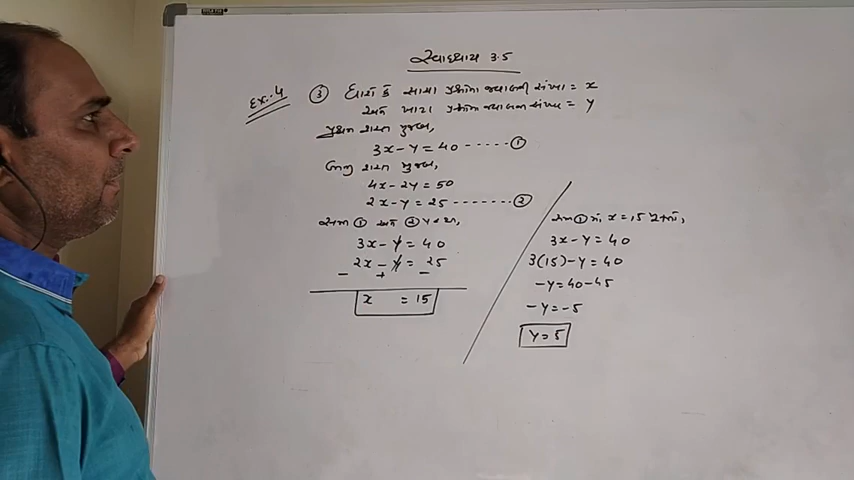 સ્વાધ્યાય 3.5
Ex.:4
③ ધારો કે સાચા પ્રશ્નોના જવાબની સંખ્યા = x
અને ખોટા પ્રશ્નોના જવાબની સંખ્યા = y
પ્રથમ શરત મુજબ,
3x-y=40 ----- ①
બીજી શરત મુજબ,
4x-2y=50
2x-y=25 ------- ②
સમી ① અને ②
3x-y=40
2x-y= 25
- + -
x = 15
સમી ① માં x=15 મૂકતાં,
3x-y=40
3(15)-y=40
-y=40-45
-y=-5
y=5